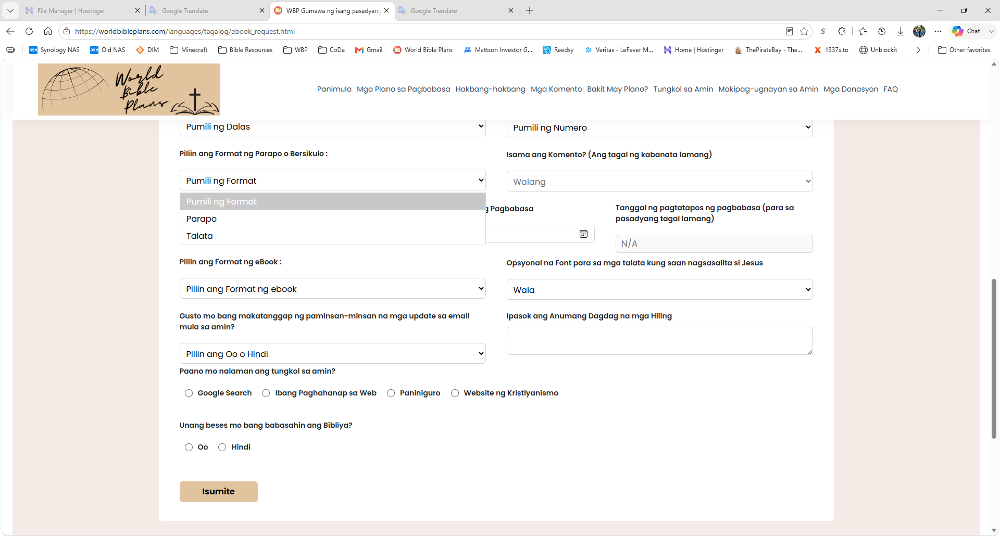 File Manager | Hostinger
Google Translate
WBP Gumawa ng isang pasadyang
Google Translate
https://worldbibleplans.com/languages/tagalog/ebook_request.html
Chat
Synology NAS
Old NAS
DIM
Minecraft
Bible Resources
WBP
CoDa
Gmail
World Bible Plans
Mattson Investor G...
Reedsy
Veritas - LeFever M...
Home | Hostinger
ThePirateBay - The...
1337x.to
Unblockit
Other favorites
World
Bible
Plans
Panimula Mga Plano sa Pagbabasa Hakbang-hakbang Mga Komento Bakit May Plano? Tungkol sa Amin Makipag-ugnayan sa Amin Mga Donasyon FAQ
Pumili ng Dalas
Pumili ng Numero
Piliin ang Format ng Parapo o Bersikulo :
Isama ang Komento? (Ang tagal ng kabanata lamang)
Pumili ng Format
Walang
Pumili ng Format
Parapo
Talata
g Pagbabasa
Tanggal ng pagtatapos ng pagbabasa (para sa
pasadyang tagal lamang)
N/A
Piliin ang Format ng eBook :
Opsyonal na Font para sa mga talata kung saan nagsasalita si Jesus
Piliin ang Format ng ebook
Wala
Gusto mo bang makatanggap ng paminsan-minsan na mga update sa email
mula sa amin?
Ipasok ang Anumang Dagdag na mga Hiling
Piliin ang Oo o Hindi
Paano mo nalaman ang tungkol sa amin?
Google Search
Ibang Paghahanap sa Web
Paniniguro
Website ng Kristiyanismo
Unang beses mo bang babasahin ang Bibliya?
Oo
Hindi
Isumite